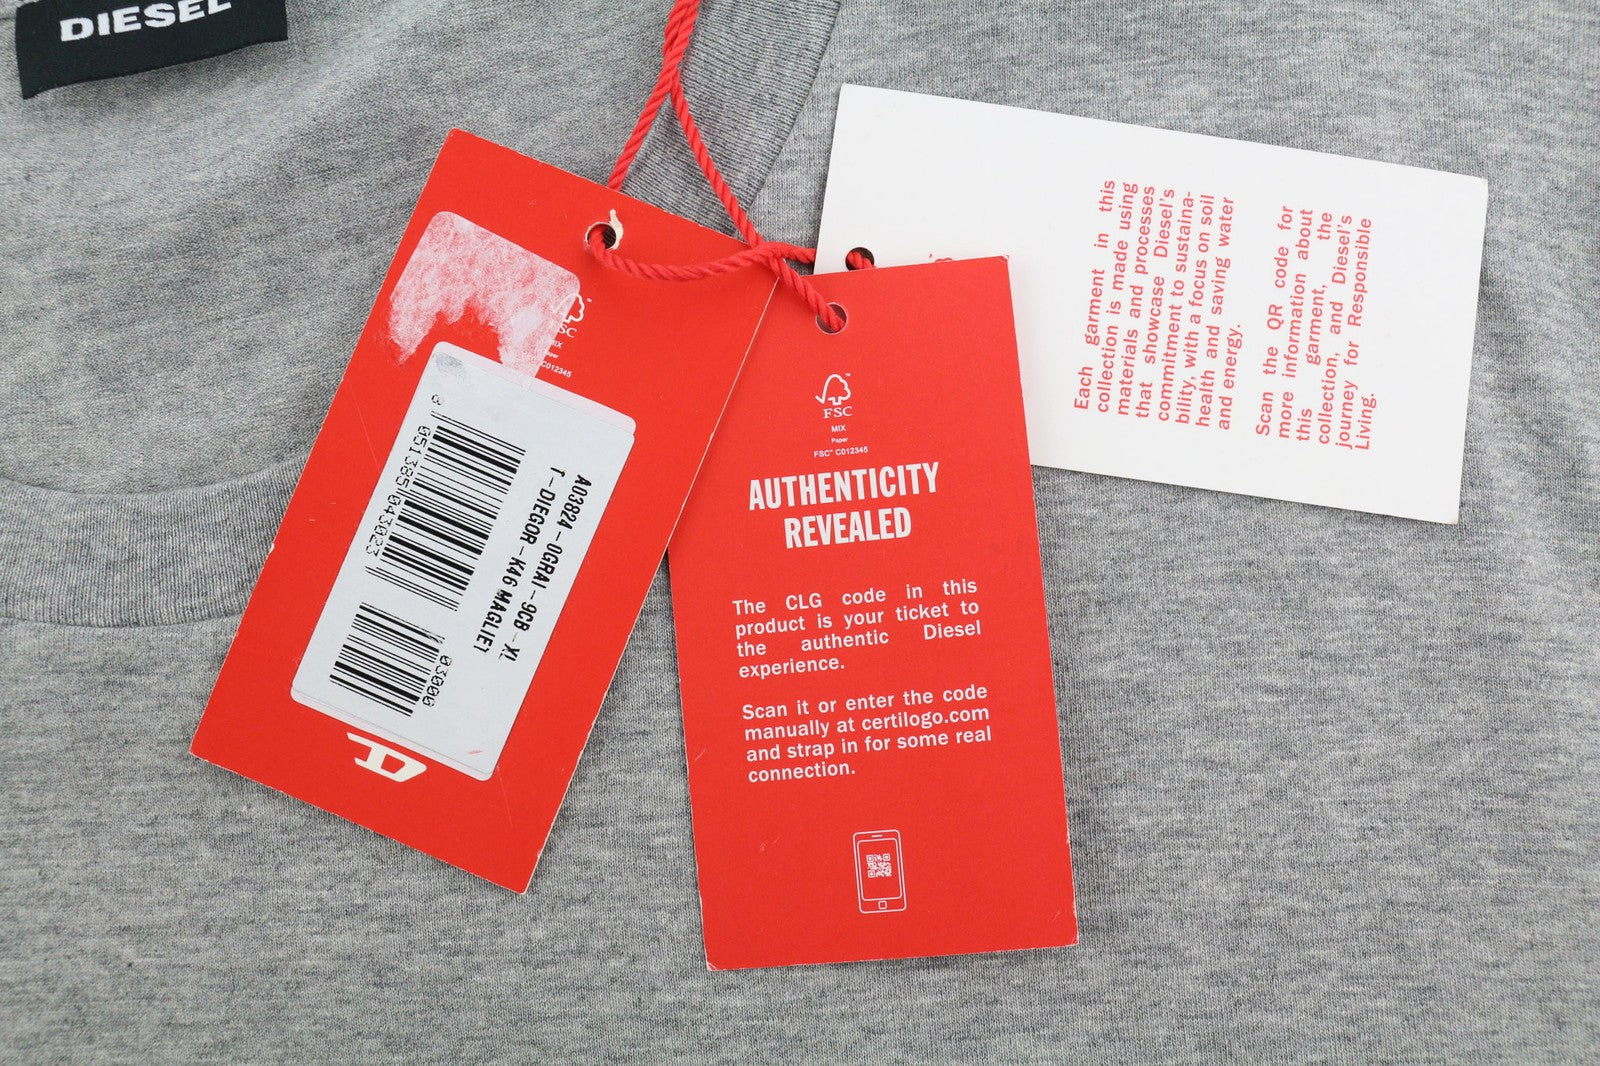 DIESEL
FSC
MIX
Paper
C012345
A03824-0GRAI-9CB-XL
T-DIEGOR-K46 MAGLIET
8
051385 043023
03000
FSC
MIX
Paper
FSC™ C012345
AUTHENTICITY
REVEALED
The CLG code in this
product is your ticket to
the authentic Diesel
experience.
Scan it or enter the code
manually at certilogo.com
and strap in for some real
connection.
Each garment in this
collection is made using
materials and processes
that showcase Diesel's
commitment to sustaina-
bility, with a focus on soil
health and saving water
and energy.
Scan the QR code for
more information about
this garment, the
collection, and Diesel's
journey for Responsible
Living.